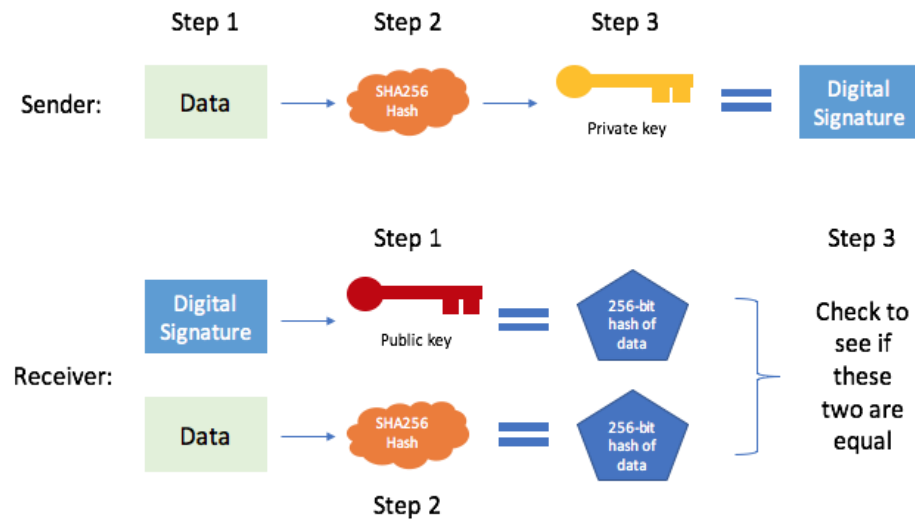 Step 1
Step 2
Step 3
Sender:
Data
SHA256
Hash
Private key
Digital
Signature
Step 1
Step 3
Receiver:
Digital
Signature
Public key
256-bit
hash of
data
Check to
see if
these
two are
equal
Data
SHA256
Hash
256-bit
hash of
data
Step 2